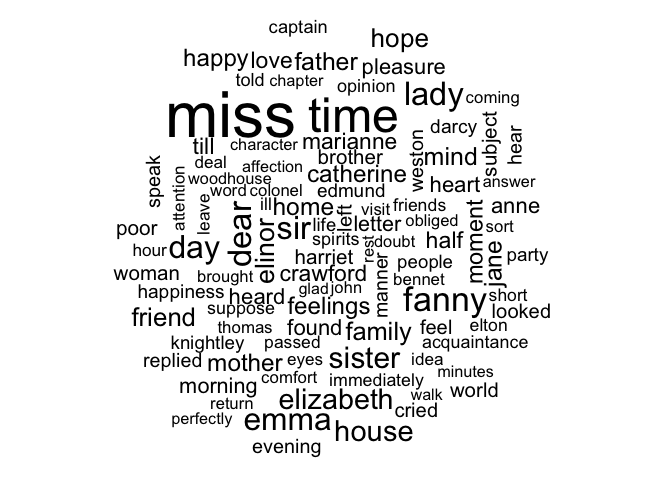 captain
hope
happy love father
pleasure
told chapter
opinion
lady coming
miss time
till
character
marianne
darcy
subject
hear
deal
affection
brother
weston
mind
speak
attention
woodhouse
catherine
heart answer
word colonel
edmund
leave
dear
ill home
left
visit friends
moment
anne
poor
elinor
sir life letter
obliged
sort
hour day
spirits
rest doubt
half
jane
party
harriet
manner
people
woman
brought
crawford
bennet
happiness heard
glad john
fanny short
suppose feelings
looked
friend
thomas
found family
feel
elton
knightley
passed
acquaintance
replied mother eyes sister idea
minutes
morning
comfort immediately
walk world
return
elizabeth
cried
perfectly emma house
evening